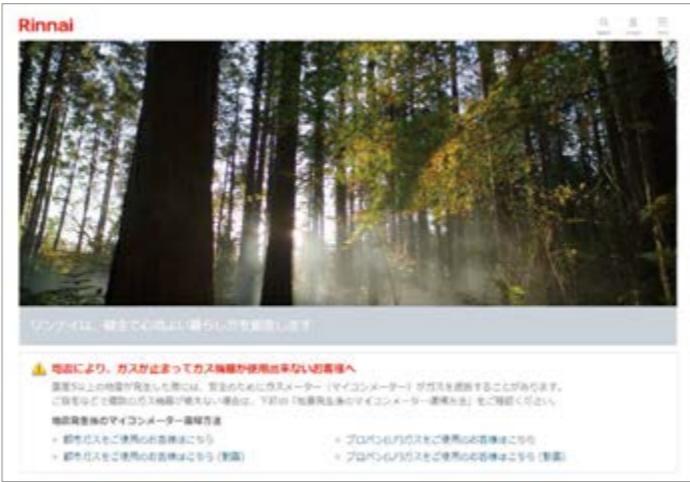 Rinnai
リンナイは、健全で心地よい暮らし方を創造します
地震により、ガスが止まってガス機器が使用出来ないお客様へ
震度5以上の地震が発生した際には、安全のためにガスメーター（マイコンメーター）がガスを遮断することがあります。
ご自宅などで複数のガス機器が使えない場合は、下記の「地震発生後のマイコンメーター復帰方法」をご確認ください。
地震発生後のマイコンメーター復帰方法
都市ガスをご使用のお客様はこちら
プロパン(LP)ガスをご使用のお客様はこちら
都市ガスをご使用のお客様はこちら (動画)
プロパン(LP)ガスをご使用のお客様はこちら (動画)